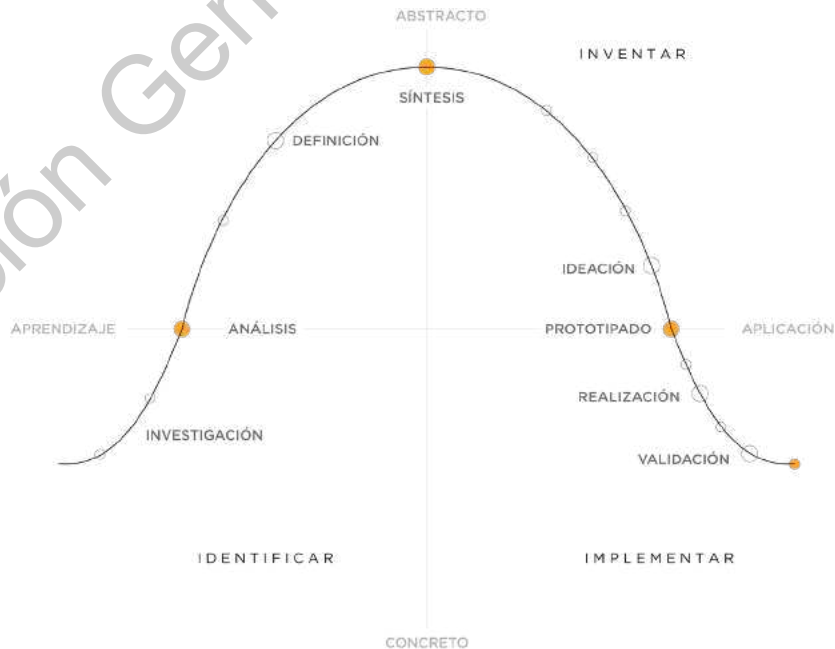 ABSTRACTO
INVENTAR
SÍNTESIS
DEFINICIÓN
IDEACIÓN
APRENDIZAJE
ANÁLISIS
PROTOTIPADO
APLICACIÓN
REALIZACIÓN
INVESTIGACIÓN
VALIDACIÓN
IDENTIFICAR
IMPLEMENTAR
CONCRETO